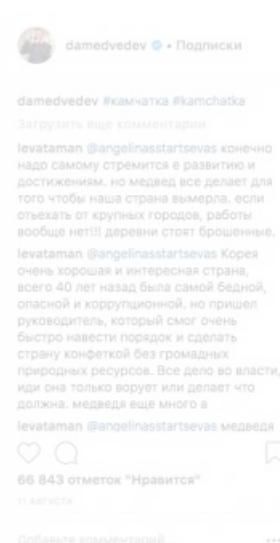 damedvedev • Подписки
damedvedev #камчатка #kamchatka
Загрузить еще комментарии
levataman @angelinasstartsevas конечно
надо самому стремится е развитию и
достижениям. но медвед все делает для
того чтобы наша страна вымерла. если
отьехать от крупных городов, работы
вообще нет!!! деревни стоят брошенные.
levataman @angelinasstartsevas Корея
очень хорошая и интересная страна,
всего 40 лет назад была самой бедной,
опасной и коррупционной. но пришел
руководитель, который смог очень
быстро навести порядок и сделать
страну конфеткой без громадных
природных ресурсов. Все дело во власти,
иди она только ворует или делает что
должна. медведя еще много а
levataman @angelinasstartsevas медведя
66 843 отметок "Нравится"
11 АВГУСТА
Добавьте комментарий...